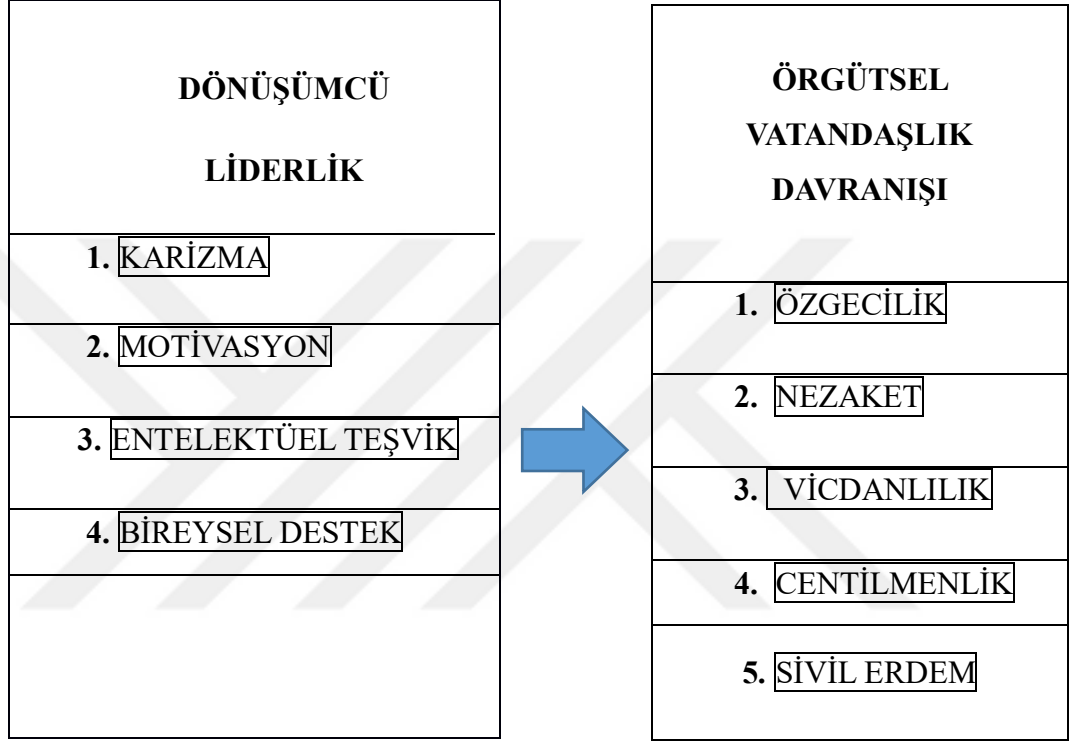 DÖNÜŞÜMCÜ
LİDERLİK
1. KARİZMA
2. MOTİVASYON
3. ENTELEKTÜEL TEŞVİK
4. BİREYSEL DESTEK
ÖRGÜTSEL
VATANDAŞLIK
DAVRANIŞI
1. ÖZGECİLİK
2. NEZAKET
3. VİCDANLILIK
4. CENTİLMENLİK
5. SİVİL ERDEM